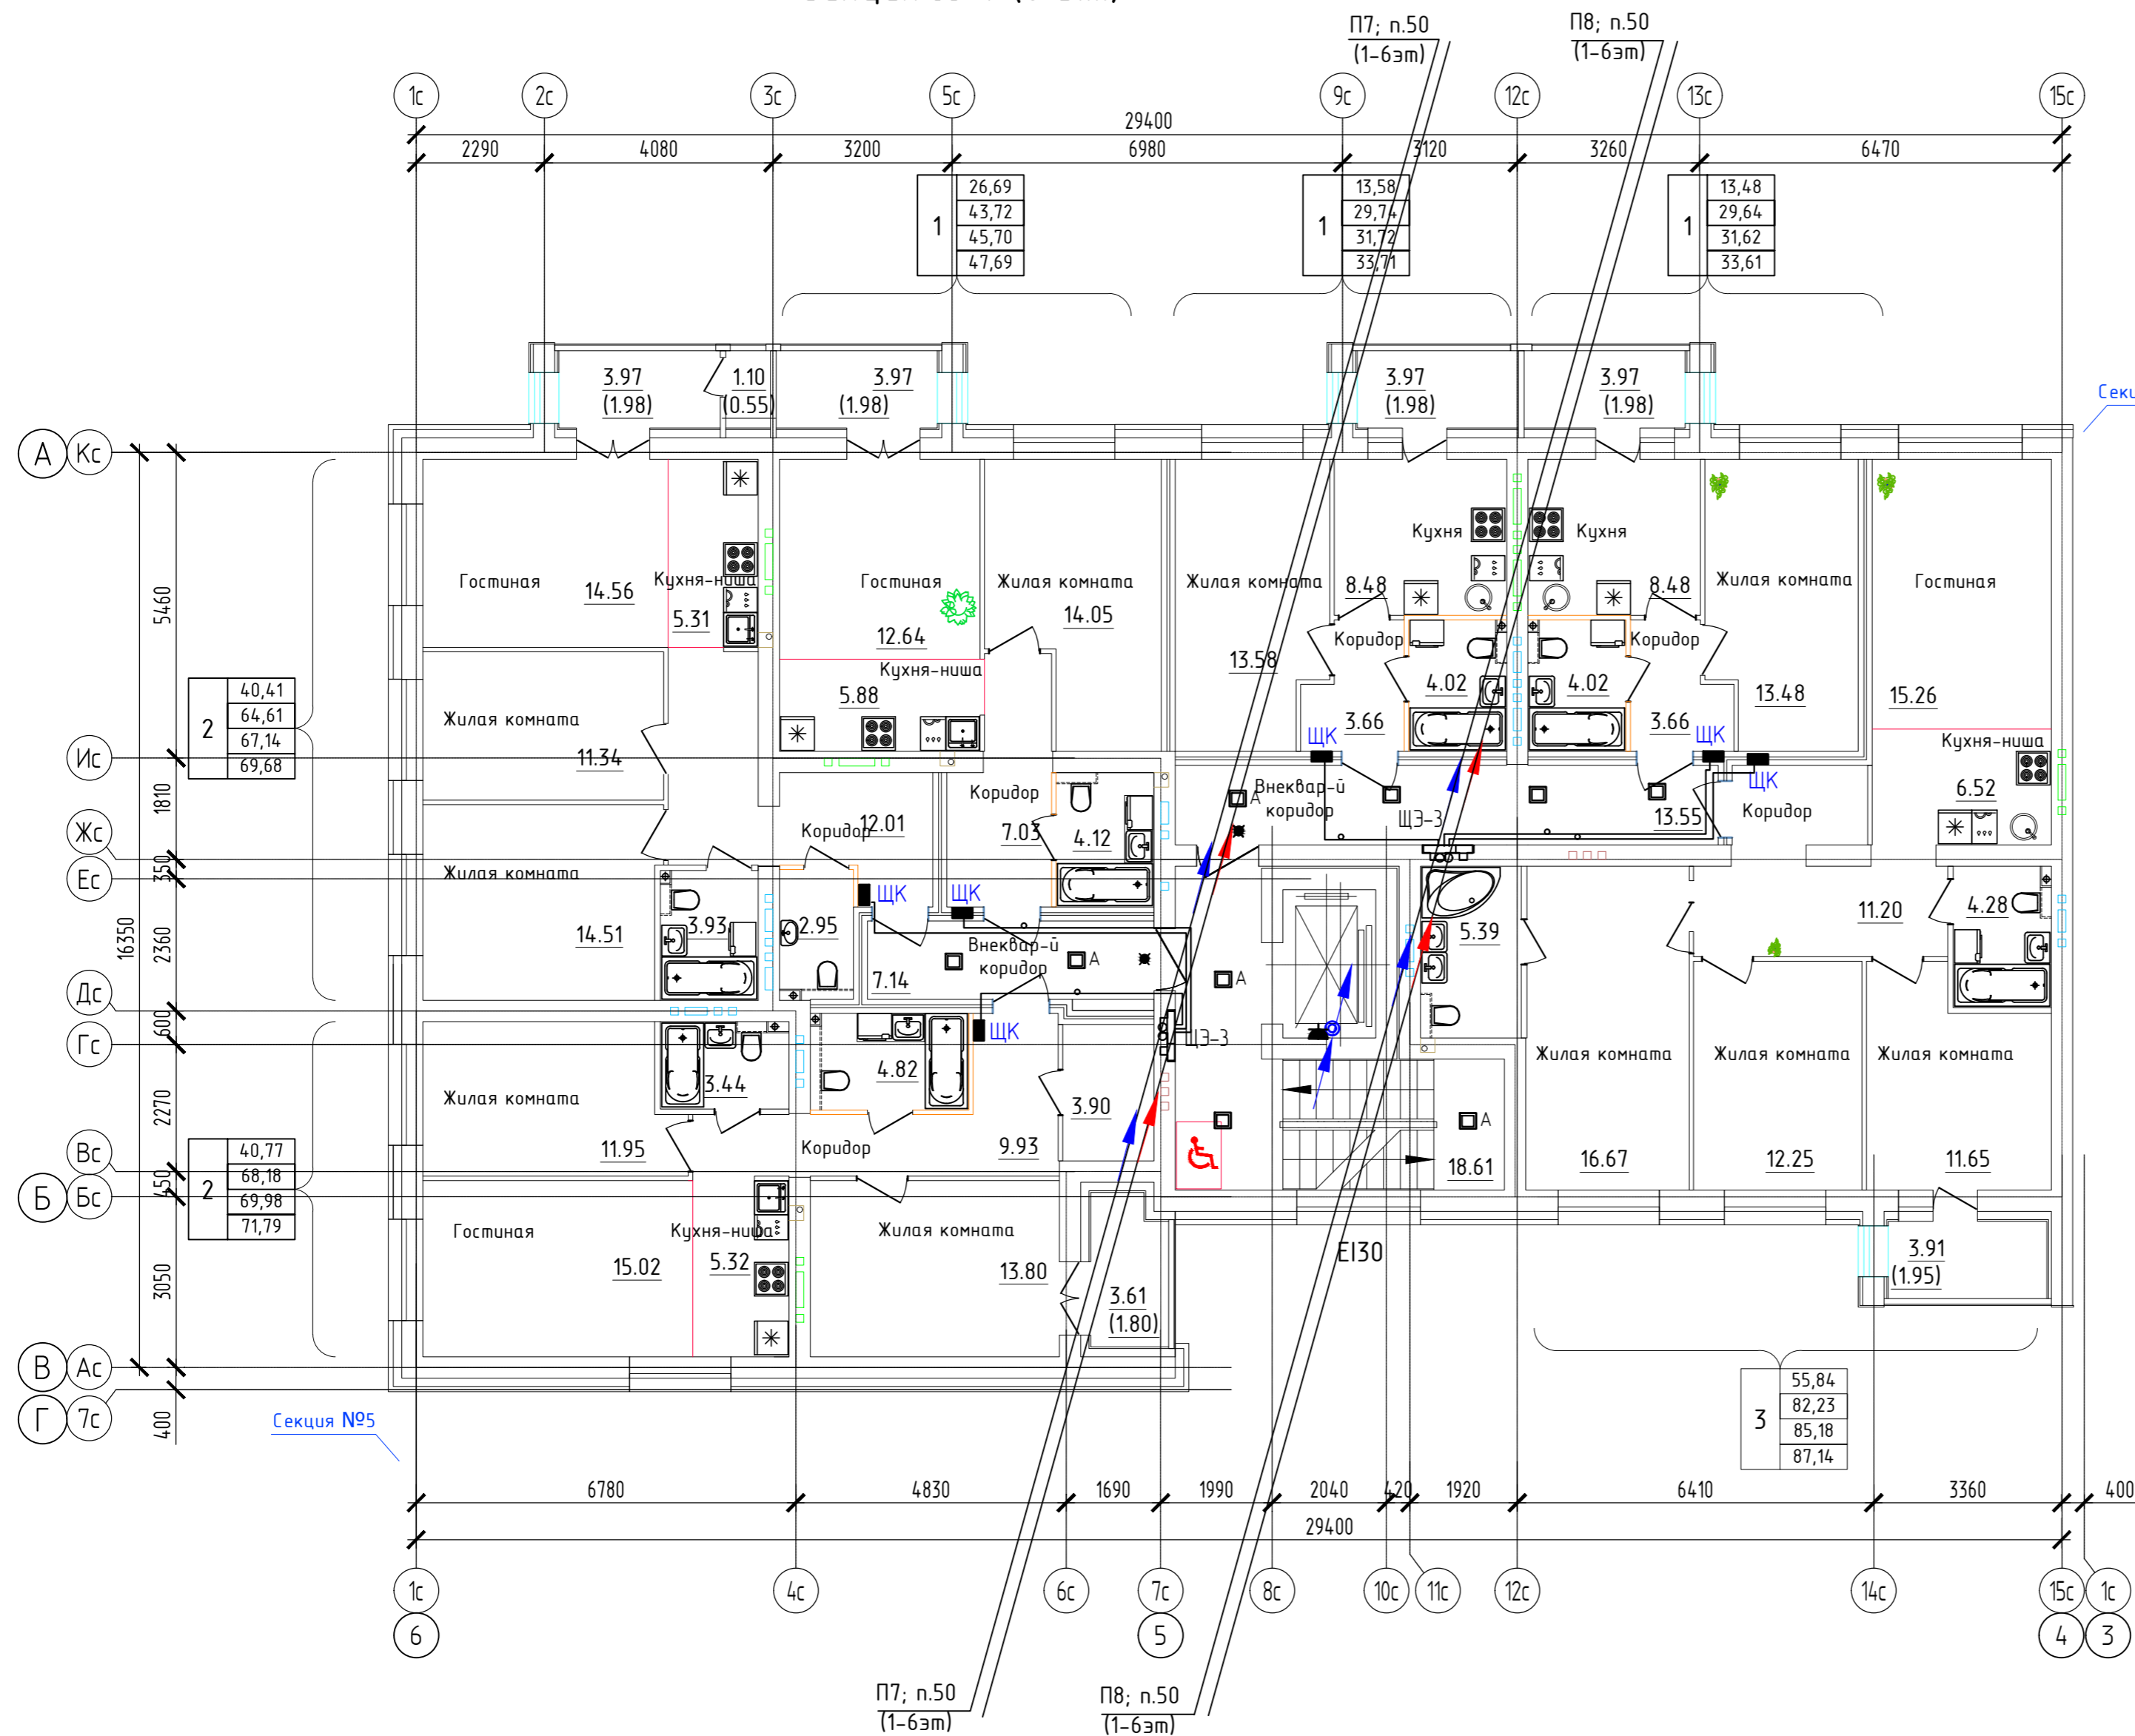 П7; п.50
(1-6эт)
П8; п.50
(1-6эт)
1с
2с
3с
5с
9с
12с
13с
15с
29400
2290
4080
3200
6980
3120
3260
6470
1
26,69
43,72
45,70
47,69
1
13,58
29,74
31,72
33,71
1
13,48
29,64
31,62
33,61
3.97
(1.98)
1.10
(0.55)
3.97
(1.98)
3.97
(1.98)
3.97
(1.98)
А
Кс
Ис
Жс
Ес
Дс
Гс
Вс
Б
Бс
В
Ас
Г
7с
16350
5460
1810
350
2360
600
2270
450
3050
400
2
40,41
64,61
67,14
69,68
2
40,77
68,18
69,98
71,79
Гостиная
14.56
Кухня-ниша
5.31
Гостиная
12.64
Кухня-ниша
5.88
Жилая комната
14.05
Жилая комната
13.58
Кухня
8.48
Кухня
8.48
Жилая комната
13.48
Гостиная
15.26
Кухня-ниша
6.52
Коридор
4.02
3.66
Коридор
4.02
3.66
ЩК
ЩК
ЩК
Жилая комната
11.34
Жилая комната
14.51
Коридор
12.01
Коридор
7.03
4.12
А
Внеквар-й
коридор
ЩЭ-3
13.55
Коридор
3.93
2.95
ЩК
ЩК
Внеквар-й
коридор
А
7.14
А
5.39
11.20
4.28
ЩК
ЩЭ-3
Жилая комната
11.95
3.44
4.82
3.90
Коридор
9.93
А
18.61
Жилая комната
16.67
Жилая комната
12.25
Жилая комната
11.65
Гостиная
15.02
Кухня-ниша
5.32
Жилая комната
13.80
3.61
(1.80)
EI30
3.91
(1.95)
3
55,84
82,23
85,18
87,14
Секция №5
6780
4830
1690
1990
2040
420
1920
6410
3360
400
29400
1с
4с
6с
7с
8с
10с
11с
12с
14с
15с
1с
6
5
4
3
П7; п.50
(1-6эт)
П8; п.50
(1-6эт)